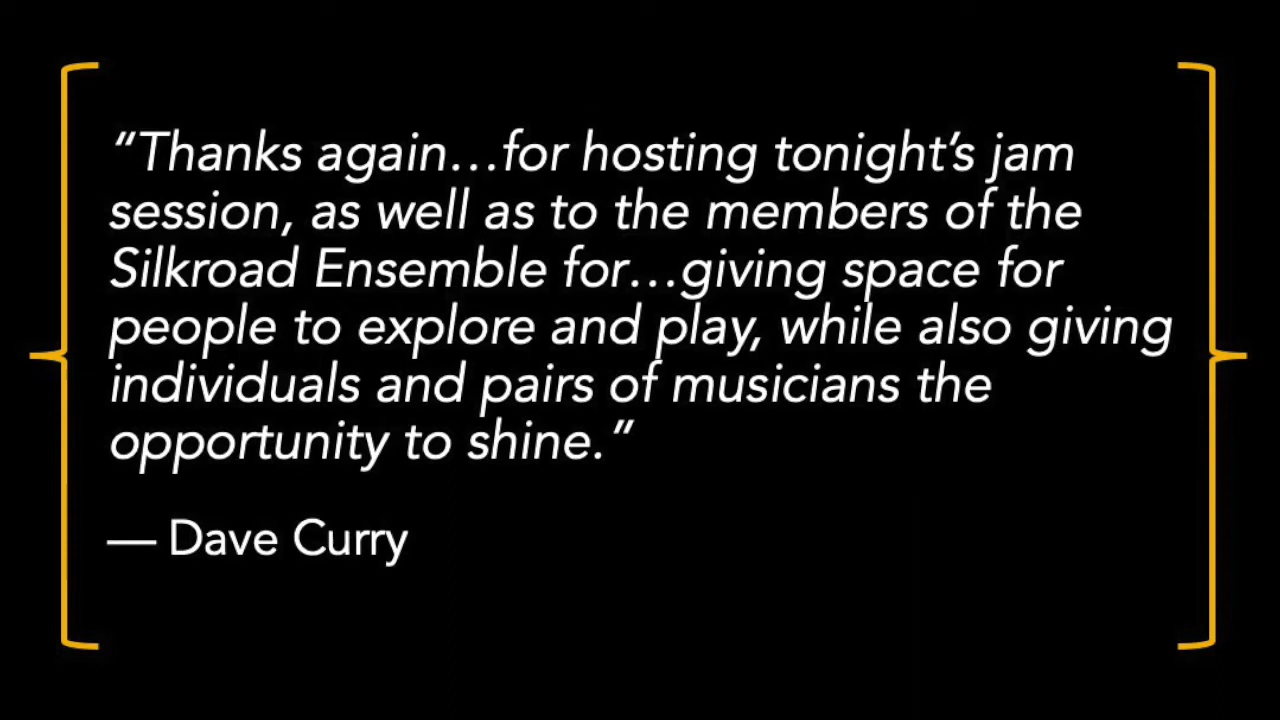 “Thanks again…for hosting tonight’s jam
session, as well as to the members of the
Silkroad Ensemble for…giving space for
people to explore and play, while also giving
individuals and pairs of musicians the
opportunity to shine.”
— Dave Curry